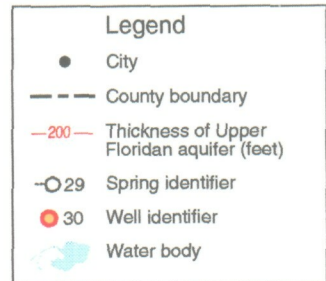 Legend
City
County boundary
200 Thickness of Upper
Floridan aquifer (feet)
29 Spring identifier
30 Well identifier
Water body